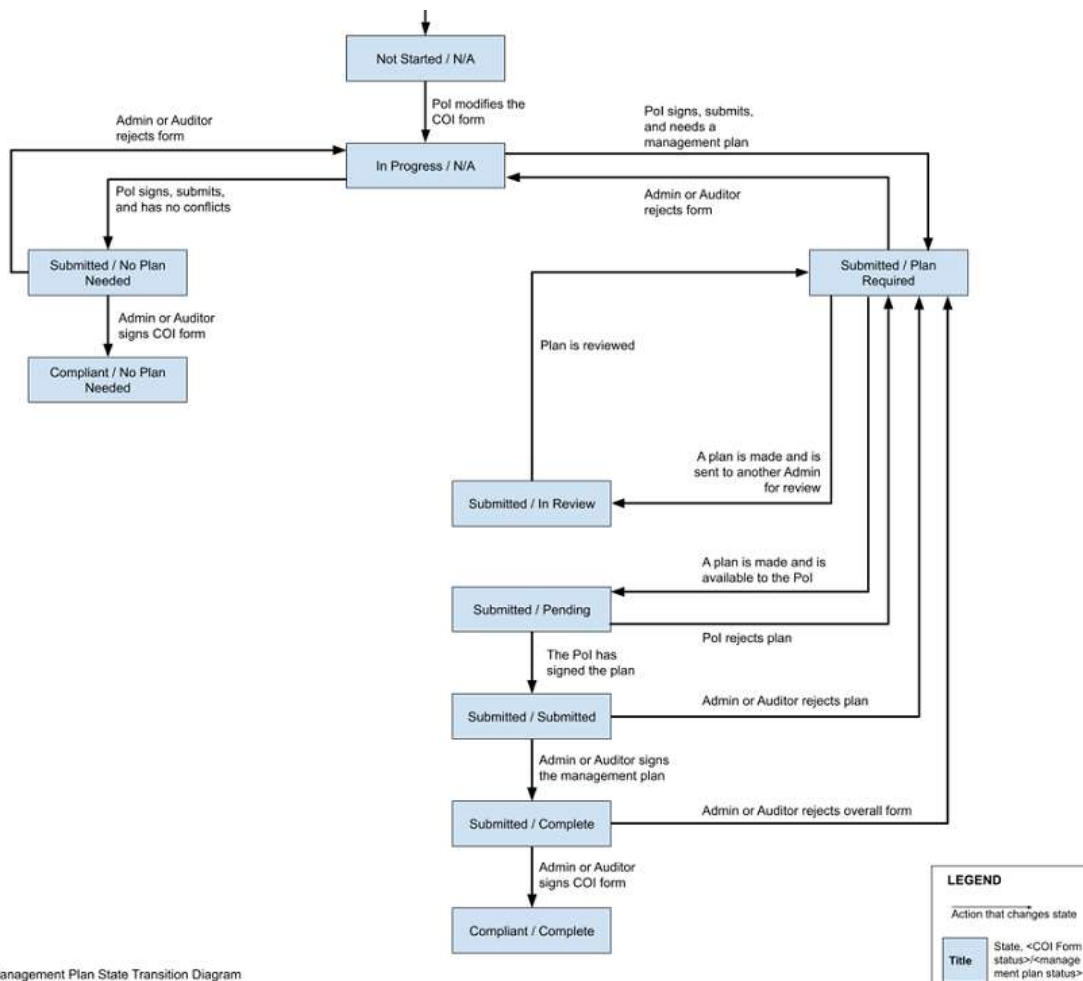 Not Started / N/A
PoI modifies the
COI form
Admin or Auditor
rejects form
PoI signs, submits,
and needs a
management plan
In Progress / N/A
PoI signs, submits,
and has no conflicts
Admin or Auditor
rejects form
Submitted / No Plan
Needed
Submitted / Plan
Required
Admin or Auditor
signs COI form
Plan is reviewed
Compliant / No Plan
Needed
A plan is made and is
sent to another Admin
for review
Submitted / In Review
A plan is made and is
available to the PoI
Submitted / Pending
PoI rejects plan
The PoI has
signed the plan
Submitted / Submitted
Admin or Auditor rejects plan
Admin or Auditor signs
the management plan
Submitted / Complete
Admin or Auditor rejects overall form
Admin or Auditor
signs COI form
Compliant / Complete
LEGEND
Action that changes state
Title
State, <COI Form
status>/<manage
ment plan status>
anagement Plan State Transition Diagram